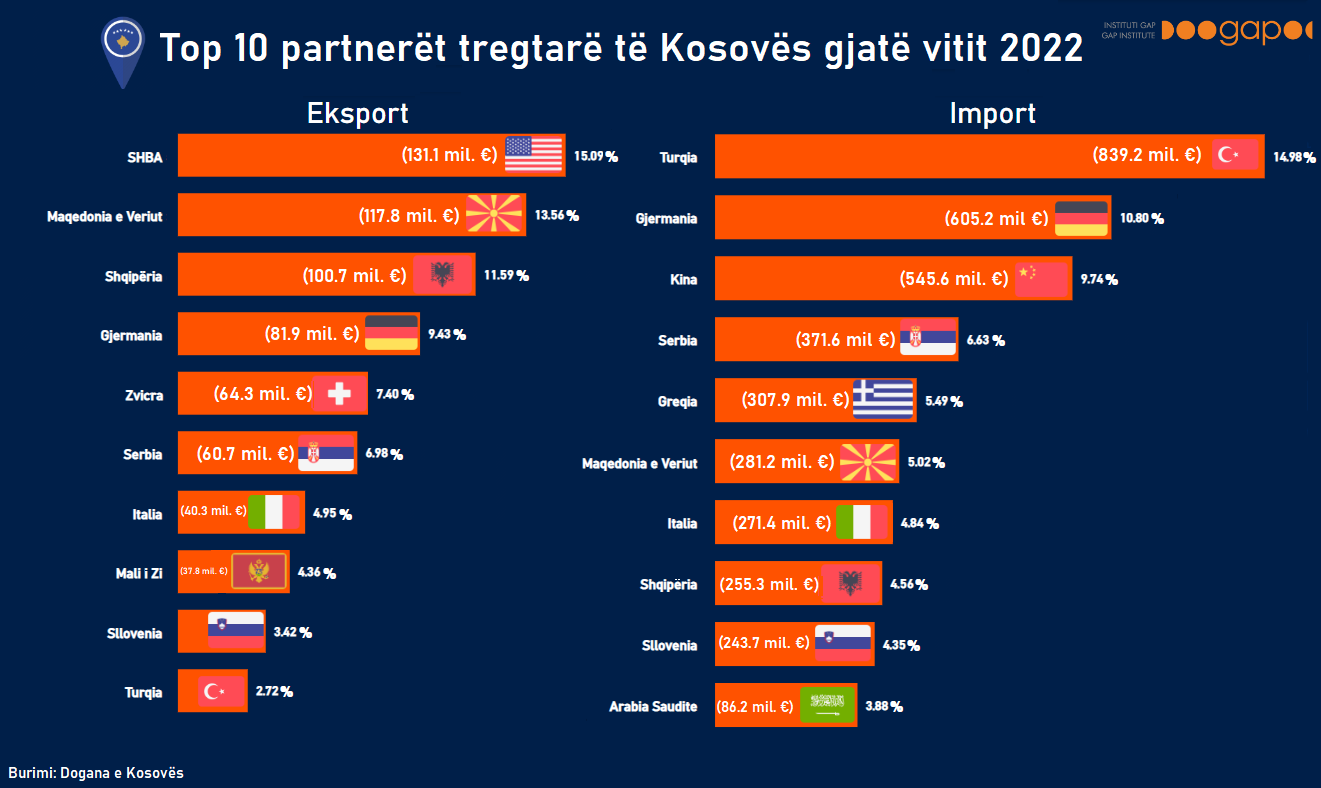 Top 10 partnerët tregtarë të Kosovës gjatë vitit 2022
INSTITUTI GAP
GAP INSTITUTE
gap
Eksport
SHBA (131.1 mil. €) 15.09 %
Maqedonia e Veriut (117.8 mil. €) 13.56 %
Shqipëria (100.7 mil. €) 11.59 %
Gjermania (81.9 mil. €) 9.43 %
Zvicra (64.3 mil. €) 7.40 %
Serbia (60.7 mil. €) 6.98 %
Italia (40.3 mil. €) 4.95 %
Mali i Zi (37.8 mil. €) 4.36 %
Sllovenia 3.42 %
Turqia 2.72 %
Import
Turqia (839.2 mil. €) 14.98 %
Gjermania (605.2 mil €) 10.80 %
Kina (545.6 mil. €) 9.74 %
Serbia (371.6 mil €) 6.63 %
Greqia (307.9 mil. €) 5.49 %
Maqedonia e Veriut (281.2 mil. €) 5.02 %
Italia (271.4 mil. €) 4.84 %
Shqipëria (255.3 mil. €) 4.56 %
Sllovenia (243.7 mil. €) 4.35 %
Arabia Saudite (86.2 mil. €) 3.88 %
Burimi: Dogana e Kosovës